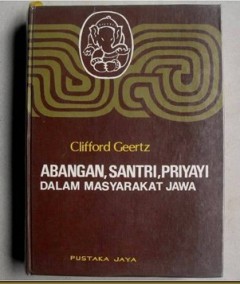 Clifford Geertz
ABANGAN, SANTRI, PRIYAYI
DALAM MASYARAKAT JAWA
PUSTAKA JAYA